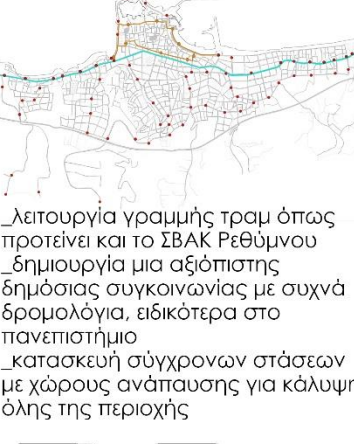 _λειτουργία γραμμής τραμ όπως
προτείνει και το ΣΒΑΚ Ρεθύμνου
_δημιουργία μια αξιόπιστης
δημόσιας συγκοινωνίας με συχνά
δρομολόγια, ειδικότερα στο
πανεπιστήμιο
_κατασκευή σύγχρονων στάσεων
με χώρους ανάπαυσης για κάλυψη
όλης της περιοχής